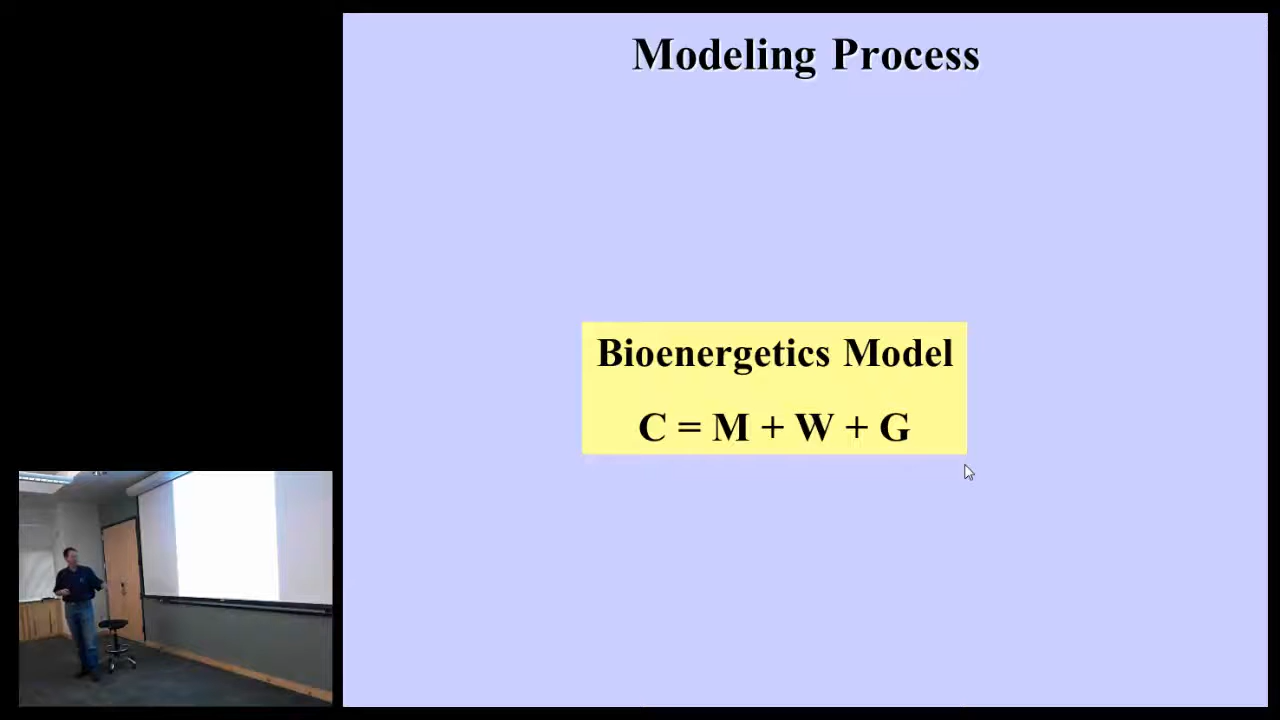 Modeling Process
Bioenergetics Model
C = M + W + G